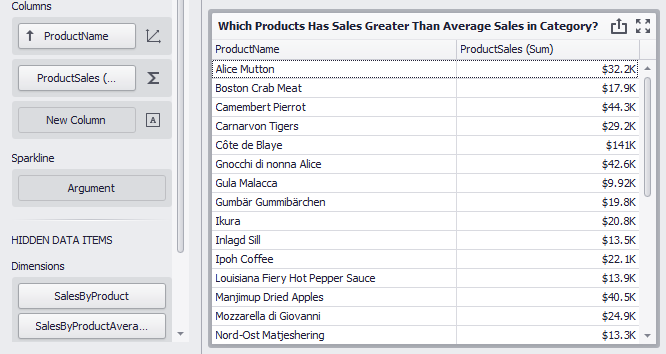 Columns
ProductName
ProductSales (...
New Column
Sparkline
Argument
HIDDEN DATA ITEMS
Dimensions
SalesByProduct
SalesByProductAvera...
Which Products Has Sales Greater Than Average Sales in Category?
ProductName ProductSales (Sum)
Alice Mutton $32.2K
Boston Crab Meat $17.9K
Camembert Pierrot $44.3K
Carnarvon Tigers $29.2K
Côte de Blaye $141K
Gnocchi di nonna Alice $42.6K
Gula Malacca $9.92K
Gumbär Gummibärchen $19.8K
Ikura $20.8K
Inlagd Sill $13.5K
Ipoh Coffee $22.1K
Louisiana Fiery Hot Pepper Sauce $13.9K
Manjimup Dried Apples $40.5K
Mozzarella di Giovanni $24.9K
Nord-Ost Matjeshering $13.3K